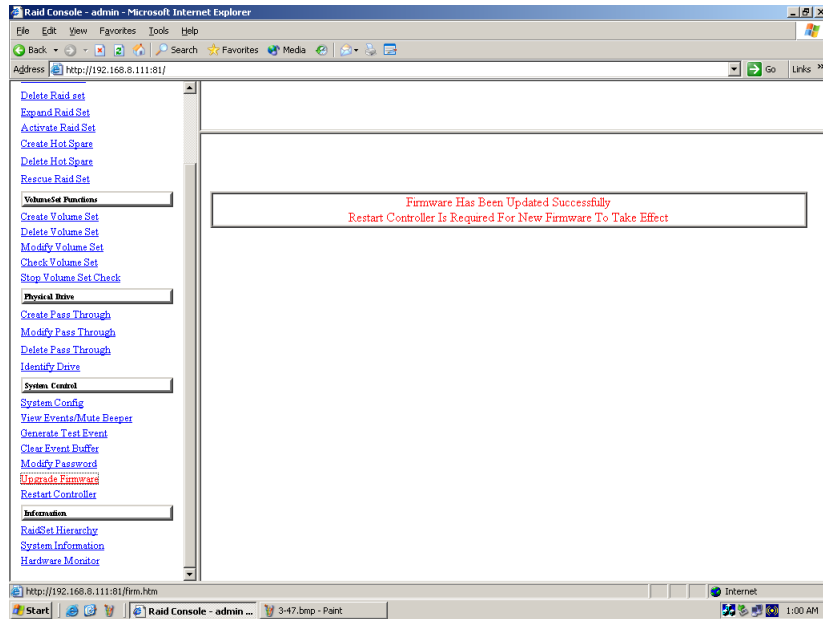 Raid Console - admin - Microsoft Internet Explorer
File Edit View Favorites Tools Help
Back Search Favorites Media
Address http://192.168.8.111:81/ Go Links »
Delete Raid set
Expand Raid Set
Activate Raid Set
Create Hot Spare
Delete Hot Spare
Rescue Raid Set
VolumeSet Functions
Create Volume Set
Delete Volume Set
Modify Volume Set
Check Volume Set
Stop Volume Set Check
Physical Drive
Create Pass Through
Modify Pass Through
Delete Pass Through
Identify Drive
System Control
System Config
View Events/Mute Beeper
Generate Test Event
Clear Event Buffer
Modify Password
Upgrade Firmware
Restart Controller
Information
RaidSet Hierarchy
System Information
Hardware Monitor
Firmware Has Been Updated Successfully
Restart Controller Is Required For New Firmware To Take Effect
http://192.168.8.111:81/firm.htm Internet
Start Raid Console - admin ... 3-47.bmp - Paint 1:00 AM